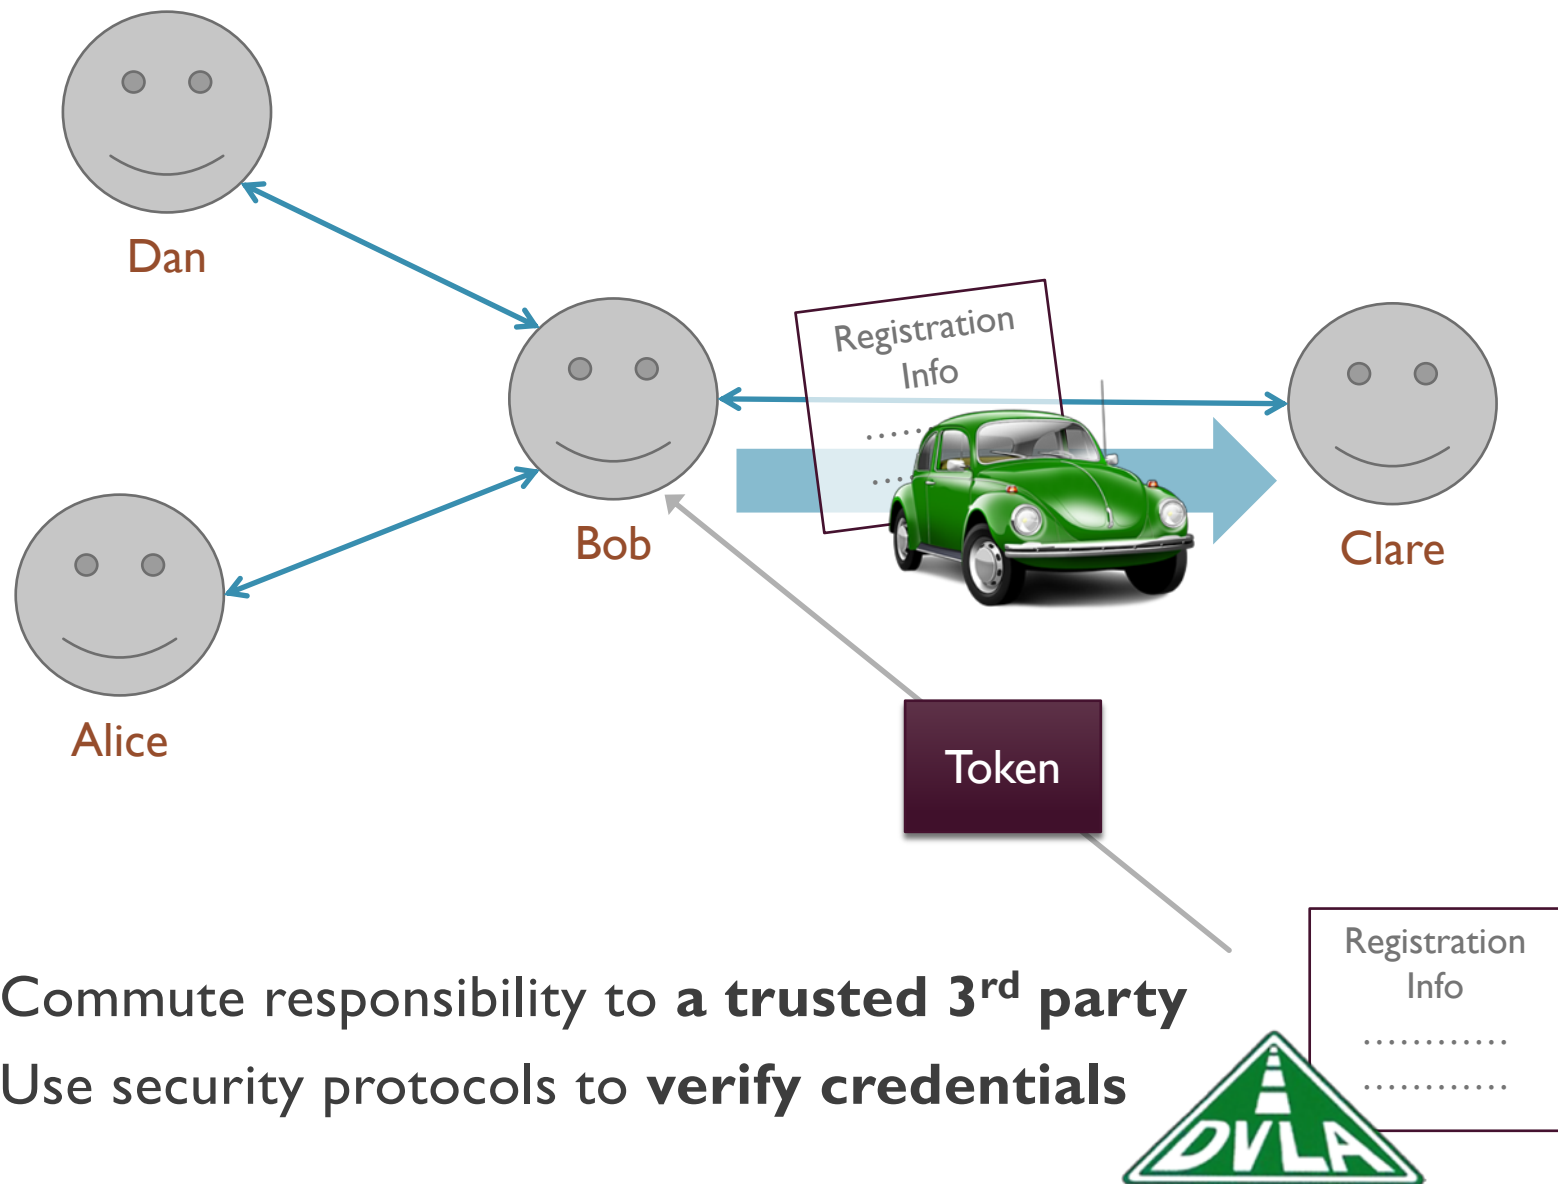 Dan
Registration
Info
..........
Bob
Clare
Alice
Token
Registration
Info
............
............
Commute responsibility to a trusted 3rd party
Use security protocols to verify credentials
DVLA